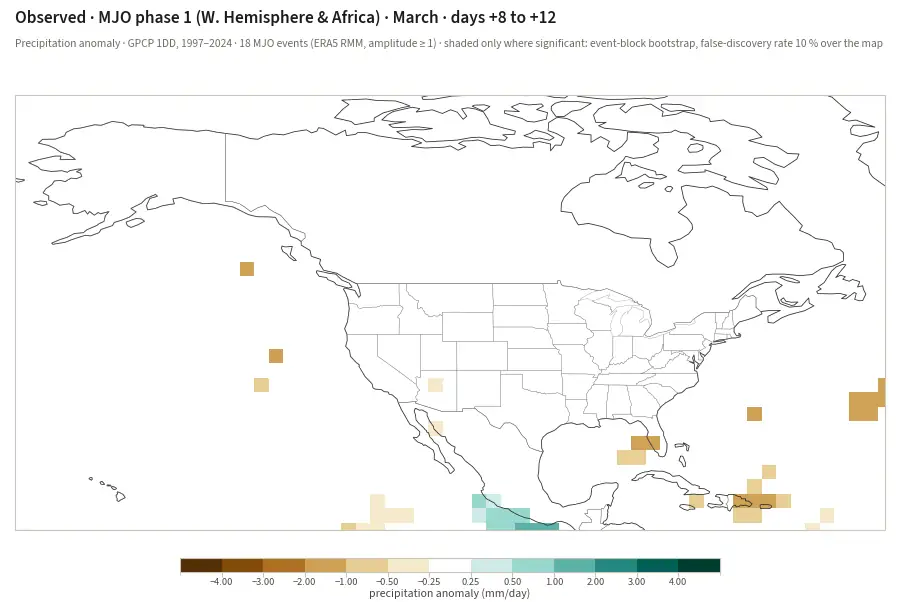 Observed · MJO phase 1 (W. Hemisphere & Africa) · March · days +8 to +12
Precipitation anomaly · GPCP 1DD, 1997–2024 · 18 MJO events (ERA5 RMM, amplitude ≥ 1) · shaded only where significant: event-block bootstrap, false-discovery rate 10 % over the map
−4.00 −3.00 −2.00 −1.00 −0.50 −0.25 0.25 0.50 1.00 2.00 3.00 4.00
precipitation anomaly (mm/day)